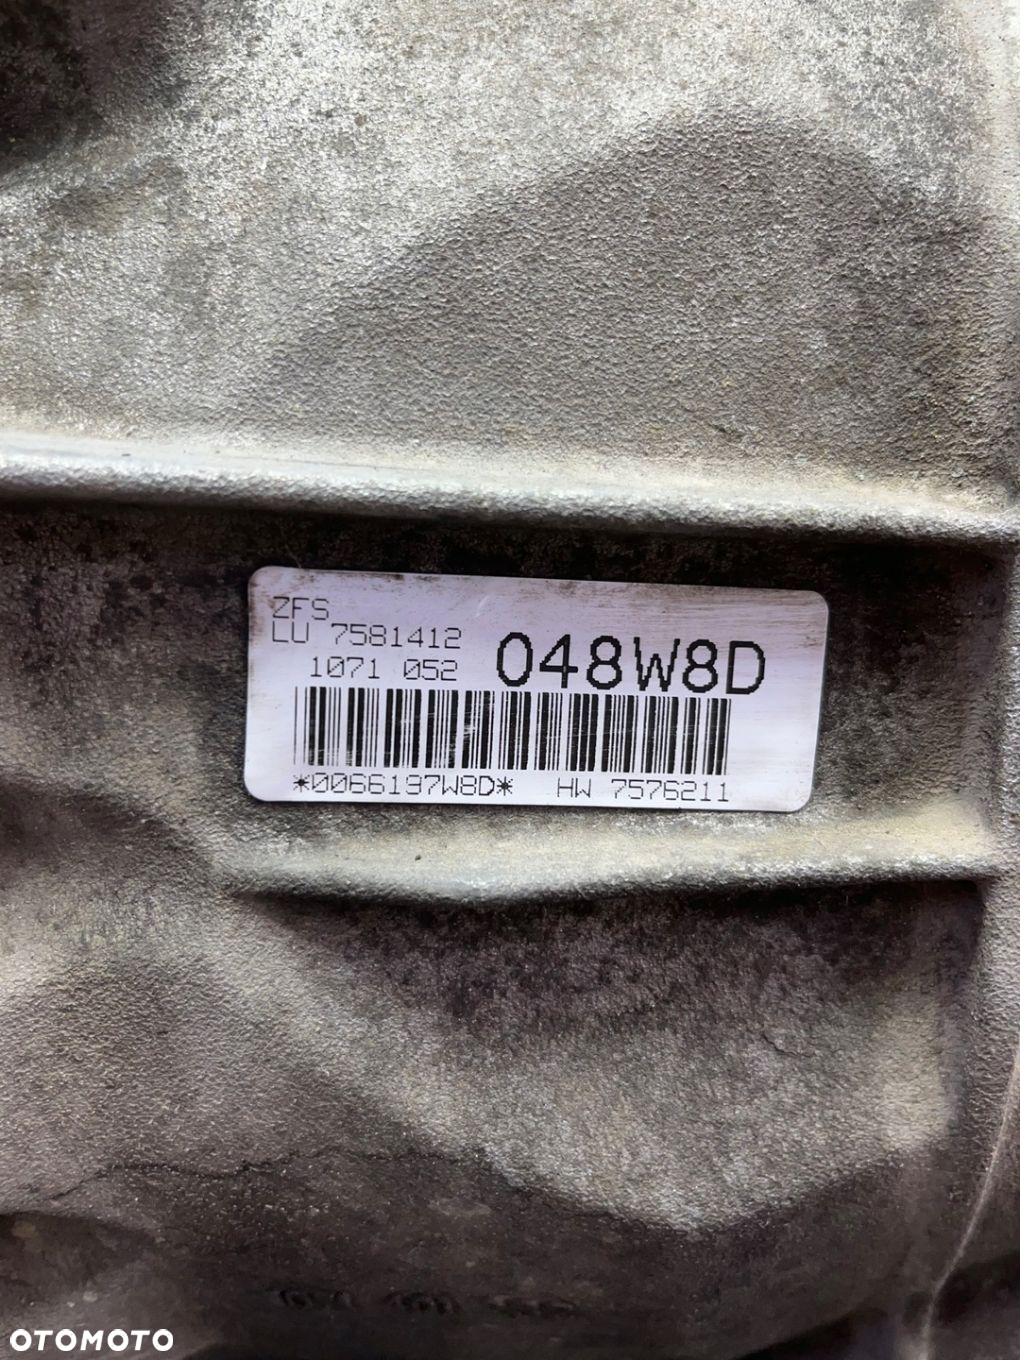 ZFS
LU 7581412
1071 052
048W8D
*0066197W8D* HW 7576211
OTOMOTO